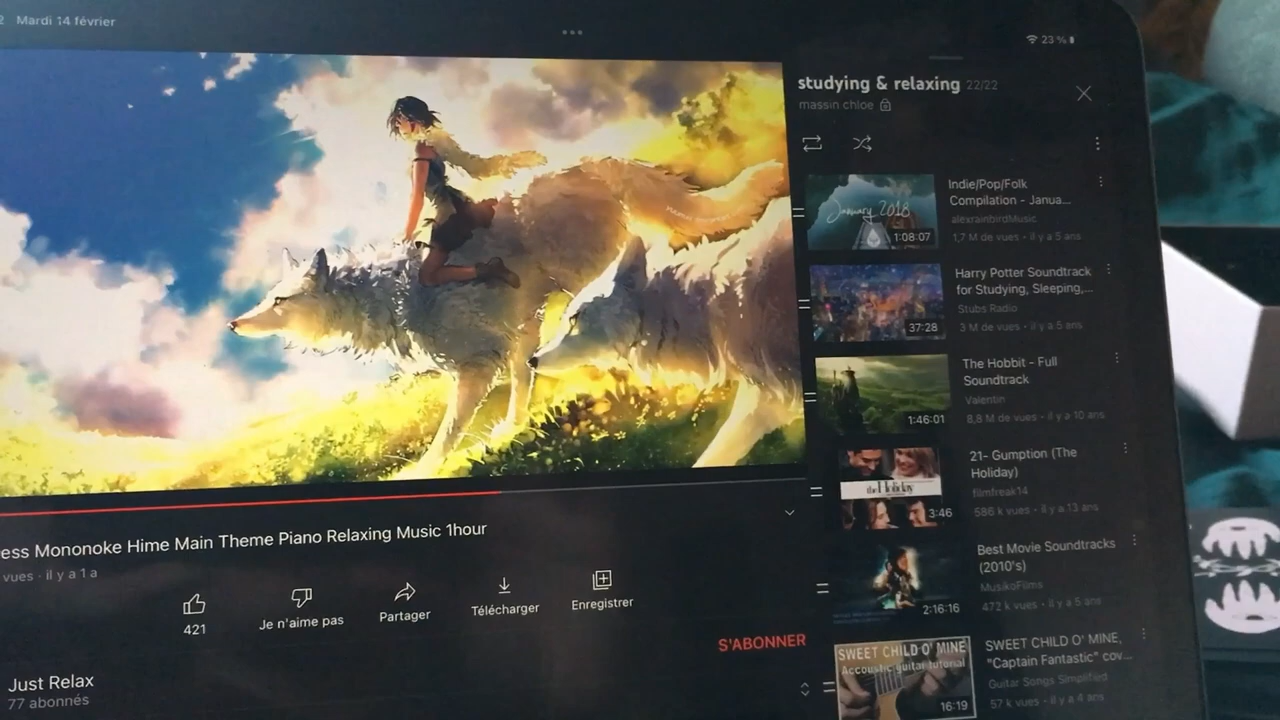 Mardi 14 février
23 %
studying & relaxing 22/22
massin chloe
January 2018
1:08:07
Indie/Pop/Folk
Compilation - Janua...
alexrainbirdMusic
1,7 M de vues • il y a 5 ans
37:28
Harry Potter Soundtrack
for Studying, Sleeping,...
Stubs Radio
3 M de vues • il y a 5 ans
1:46:01
The Hobbit - Full
Soundtrack
Valentin
8,8 M de vues • il y a 10 ans
the Holiday
3:46
21- Gumption (The
Holiday)
filmfreak14
586 k vues • il y a 13 ans
2:16:16
Best Movie Soundtracks
(2010's)
MusikoFilms
472 k vues • il y a 5 ans
SWEET CHILD O' MINE
Accoustic guitar tutorial
16:19
SWEET CHILD O' MINE,
"Captain Fantastic" cov...
Guitar Songs Simplified
57 k vues • il y a 4 ans
ess Mononoke Hime Main Theme Piano Relaxing Music 1hour
vues · il y a 1 a
421
Je n'aime pas
Partager
Télécharger
Enregistrer
S'ABONNER
Just Relax
77 abonnés